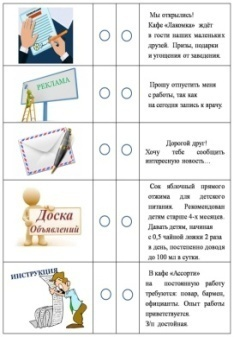 Мы открылись!
Кафе «Лакомка» ждёт
в гости наших маленьких
друзей. Призы, подарки
и угощения от заведения.
РЕКЛАМА
Прошу отпустить меня
с работы, так как
на сегодня запись к врачу.
Дорогой друг!
Хочу тебе сообщить
интересную новость…
Доска
Объявлений
Сок яблочный прямого
отжима для детского
питания. Рекомендован
детям старше 4-х месяцев.
Давать детям, начиная
с 0,5 чайной ложки 2 раза
в день, постепенно доводя
до 100 мл в сутки.
ИНСТРУКЦИЯ
В кафе «Ассорти»
на постоянную работу
требуются: повар, бармен,
официанты. Опыт работы
приветствуется.
З/п достойная.